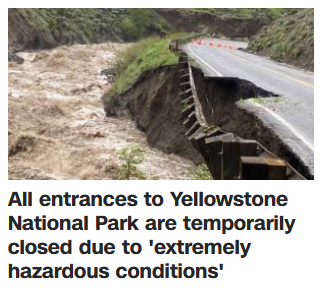 All entrances to Yellowstone
National Park are temporarily
closed due to 'extremely
hazardous conditions'